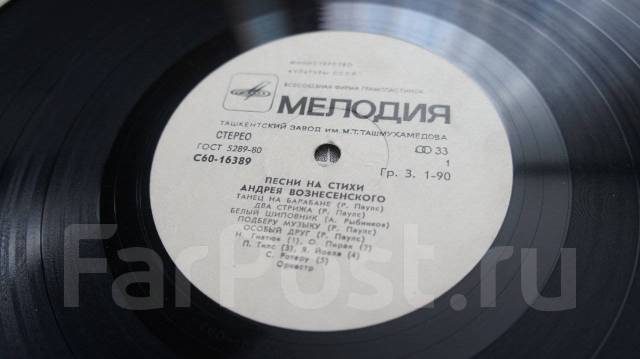 МИНИСТЕРСТВО
КУЛЬТУРЫ СССР
ВСЕСОЮЗНАЯ ФИРМА ГРАМПЛАСТИНОК
МЕЛОДИЯ
ТАШКЕНТСКИЙ ЗАВОД ИМ. М.Т.ТАШМУХАМЕДОВА
СТЕРЕО 33
ГОСТ 5289-80 1
С60-16389 Гр. 3. 1-90
ПЕСНИ НА СТИХИ
АНДРЕЯ ВОЗНЕСЕНСКОГО
ТАНЕЦ НА БАРАБАНЕ (Р. Паулс)
ДВА СТРИЖА (Р. Паулс)
БЕЛЫЙ ШИПОВНИК (А. Рыбников)
ПОДБЕРУ МУЗЫКУ (Р. Паулс)
ОСОБЫЙ ДРУГ (Р. Паулс)
Н. Гнатюк (1), О. Пирак (2)
П. Тилс (3), Я. Йоала (4)
С. Ротару (5)
Оркестр
FarPost.ru